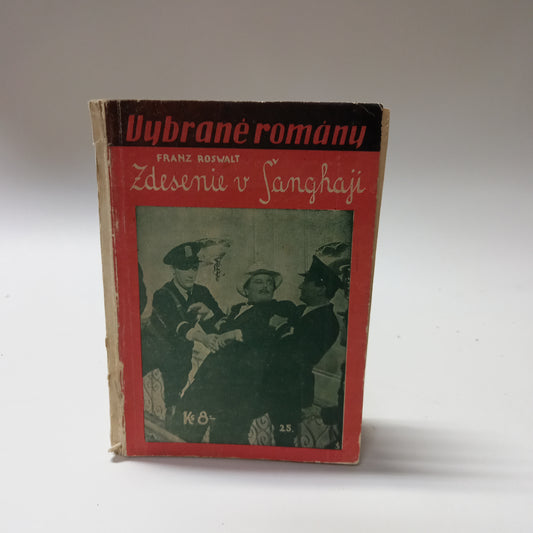 Vybrané romány
FRANZ ROSWALT
Zdesenie v Šanghaji
Ks 8-
25.